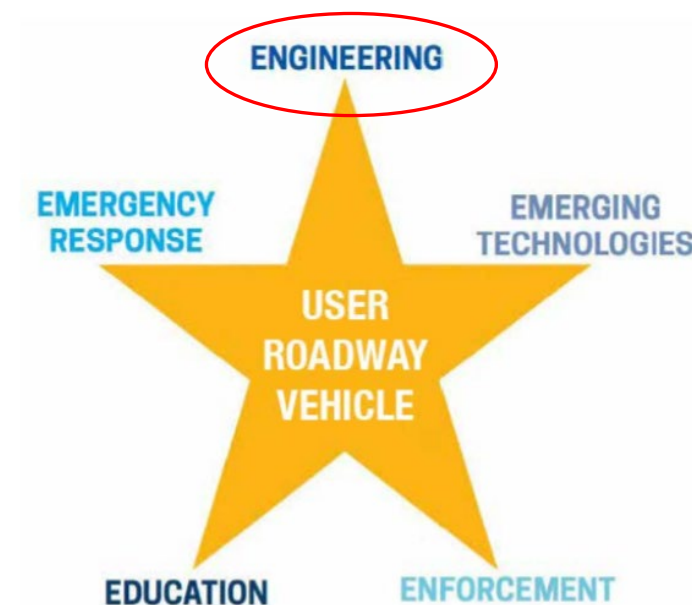 ENGINEERING
EMERGENCY
RESPONSE
EMERGING
TECHNOLOGIES
USER
ROADWAY
VEHICLE
EDUCATION
ENFORCEMENT